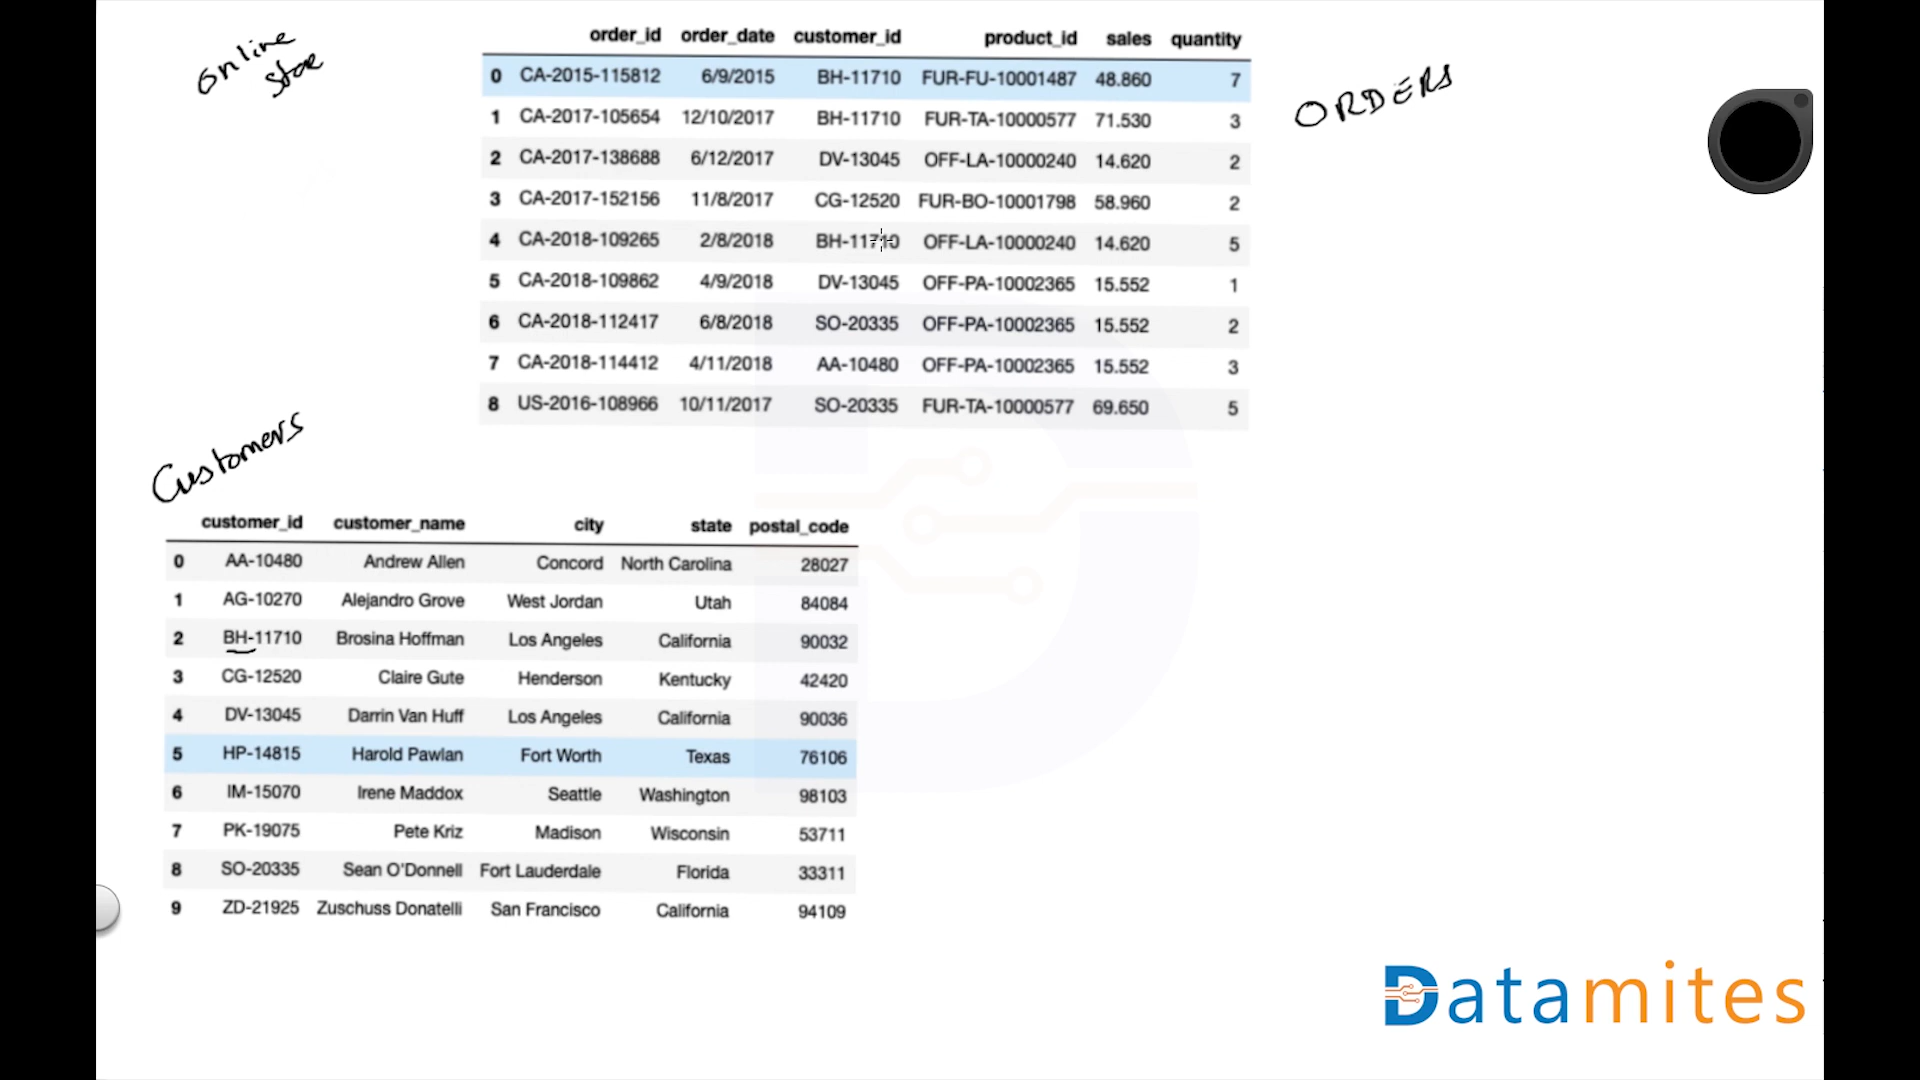 online
store
order_id order_date customer_id product_id sales quantity
0 CA-2015-115812 6/9/2015 BH-11710 FUR-FU-10001487 48.860 7
1 CA-2017-105654 12/10/2017 BH-11710 FUR-TA-10000577 71.530 3
2 CA-2017-138688 6/12/2017 DV-13045 OFF-LA-10000240 14.620 2
3 CA-2017-152156 11/8/2017 CG-12520 FUR-BO-10001798 58.960 2
4 CA-2018-109265 2/8/2018 BH-11710 OFF-LA-10000240 14.620 5
5 CA-2018-109862 4/9/2018 DV-13045 OFF-PA-10002365 15.552 1
6 CA-2018-112417 6/8/2018 SO-20335 OFF-PA-10002365 15.552 2
7 CA-2018-114412 4/11/2018 AA-10480 OFF-PA-10002365 15.552 3
8 US-2016-108966 10/11/2017 SO-20335 FUR-TA-10000577 69.650 5
ORDERS
Customers
customer_id customer_name city state postal_code
0 AA-10480 Andrew Allen Concord North Carolina 28027
1 AG-10270 Alejandro Grove West Jordan Utah 84084
2 BH-11710 Brosina Hoffman Los Angeles California 90032
3 CG-12520 Claire Gute Henderson Kentucky 42420
4 DV-13045 Darrin Van Huff Los Angeles California 90036
5 HP-14815 Harold Pawlan Fort Worth Texas 76106
6 IM-15070 Irene Maddox Seattle Washington 98103
7 PK-19075 Pete Kriz Madison Wisconsin 53711
8 SO-20335 Sean O'Donnell Fort Lauderdale Florida 33311
9 ZD-21925 Zuschuss Donatelli San Francisco California 94109
Datamites